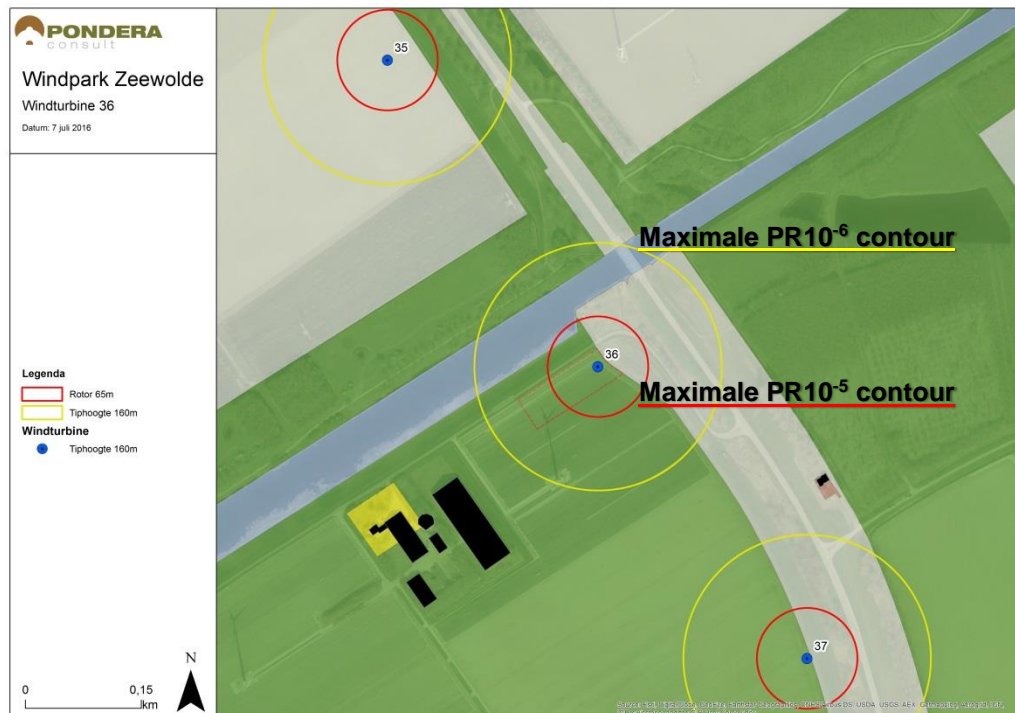 PONDERA
consult
Windpark Zeewolde
Windturbine 36
Datum: 7 juli 2016
Legenda
Rotor 65m
Tiphoogte 160m
Windturbine
Tiphoogte 160m
N
0 0,15
km
35
Maximale PR10⁻⁶ contour
36
Maximale PR10⁻⁵ contour
37